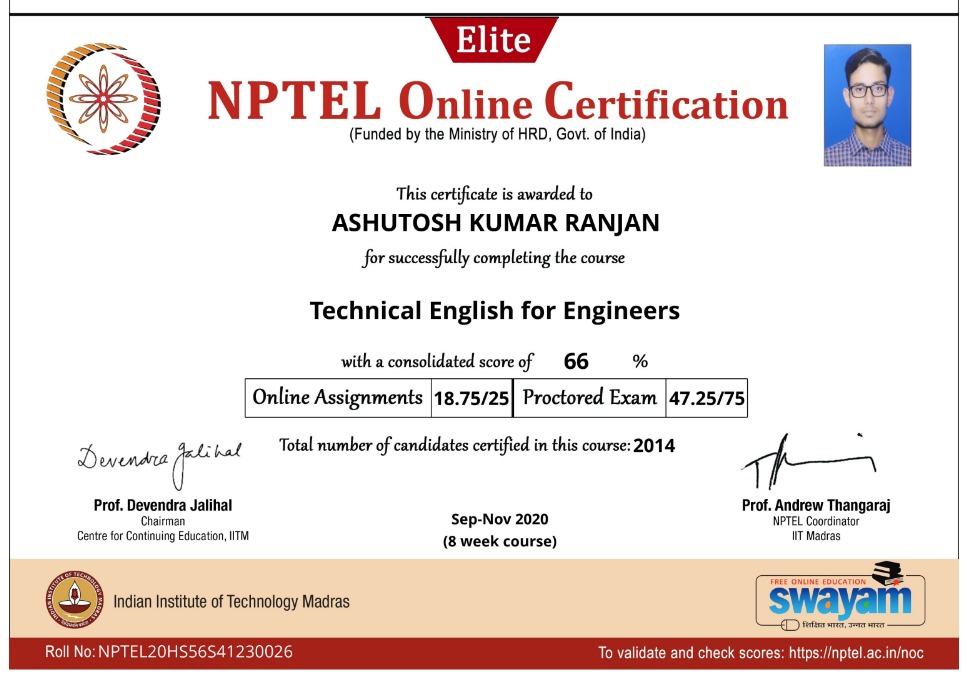 Elite
NPTEL Online Certification
(Funded by the Ministry of HRD, Govt. of India)
This certificate is awarded to
ASHUTOSH KUMAR RANJAN
for successfully completing the course
Technical English for Engineers
with a consolidated score of 66 %
Online Assignments 18.75/25 Proctored Exam 47.25/75
Total number of candidates certified in this course: 2014
Devendra Jalihal
Prof. Devendra Jalihal
Chairman
Centre for Continuing Education, IITM
Prof. Andrew Thangaraj
NPTEL Coordinator
IIT Madras
Sep-Nov 2020
(8 week course)
INDIAN INSTITUTE OF TECHNOLOGY MADRAS
Indian Institute of Technology Madras
FREE ONLINE EDUCATION
swayam
शिक्षित भारत, उन्नत भारत
Roll No: NPTEL20HS56S41230026
To validate and check scores: https://nptel.ac.in/noc